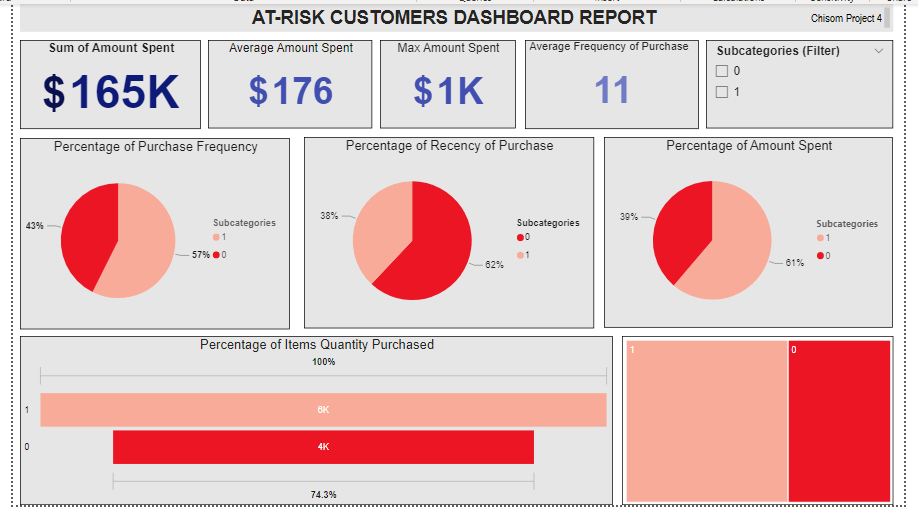 AT-RISK CUSTOMERS DASHBOARD REPORT
Chisom Project 4
Sum of Amount Spent
$165K
Average Amount Spent
$176
Max Amount Spent
$1K
Average Frequency of Purchase
11
Subcategories (Filter)
0
1
Percentage of Purchase Frequency
43%
57%
Subcategories
1
0
Percentage of Recency of Purchase
38%
62%
Subcategories
0
1
Percentage of Amount Spent
39%
61%
Subcategories
1
0
Percentage of Items Quantity Purchased
100%
1
6K
0
4K
74.3%
1
0